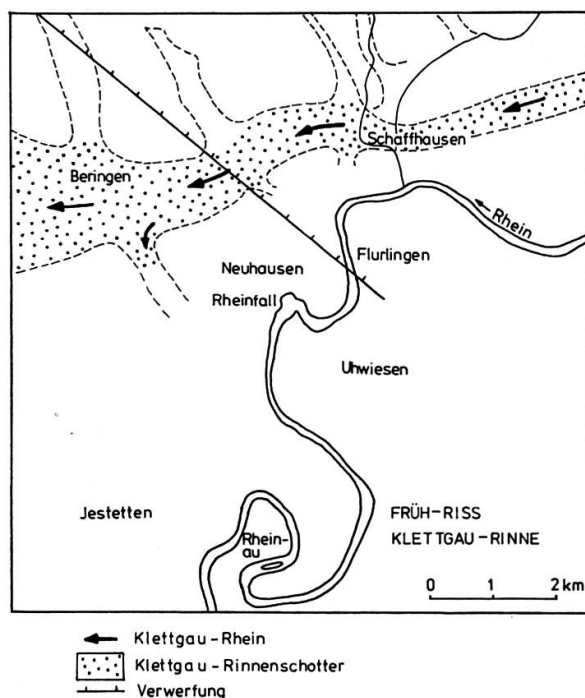 Schaffhausen
Beringen
Rhein
Neuhausen
Flurlingen
Rheinfall
Uhwiesen
Jestetten
FRÜH-RISS
KLETTGAU-RINNE
Rhein-
au
0 1 2 km
Klettgau-Rhein
Klettgau-Rinnenschotter
Verwerfung